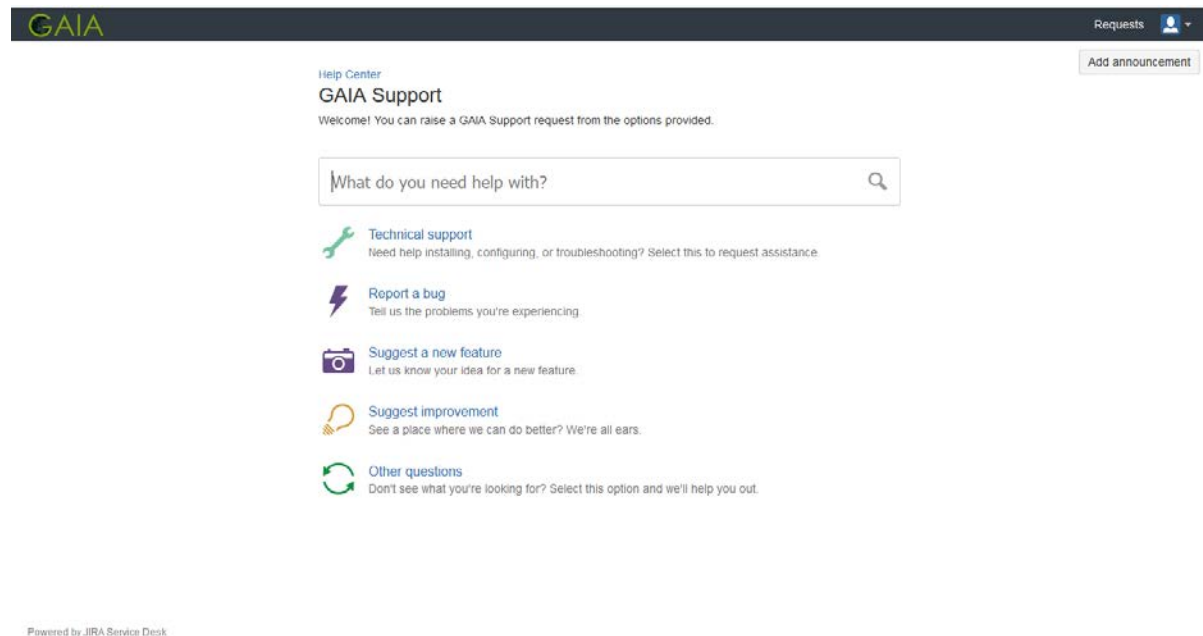 GAIA
Requests
Add announcement
Help Center
GAIA Support
Welcome! You can raise a GAIA Support request from the options provided.
What do you need help with?
Technical support
Need help installing, configuring, or troubleshooting? Select this to request assistance.
Report a bug
Tell us the problems you're experiencing.
Suggest a new feature
Let us know your idea for a new feature.
Suggest improvement
See a place where we can do better? We're all ears.
Other questions
Don't see what you're looking for? Select this option and we'll help you out.
Powered by JIRA Service Desk